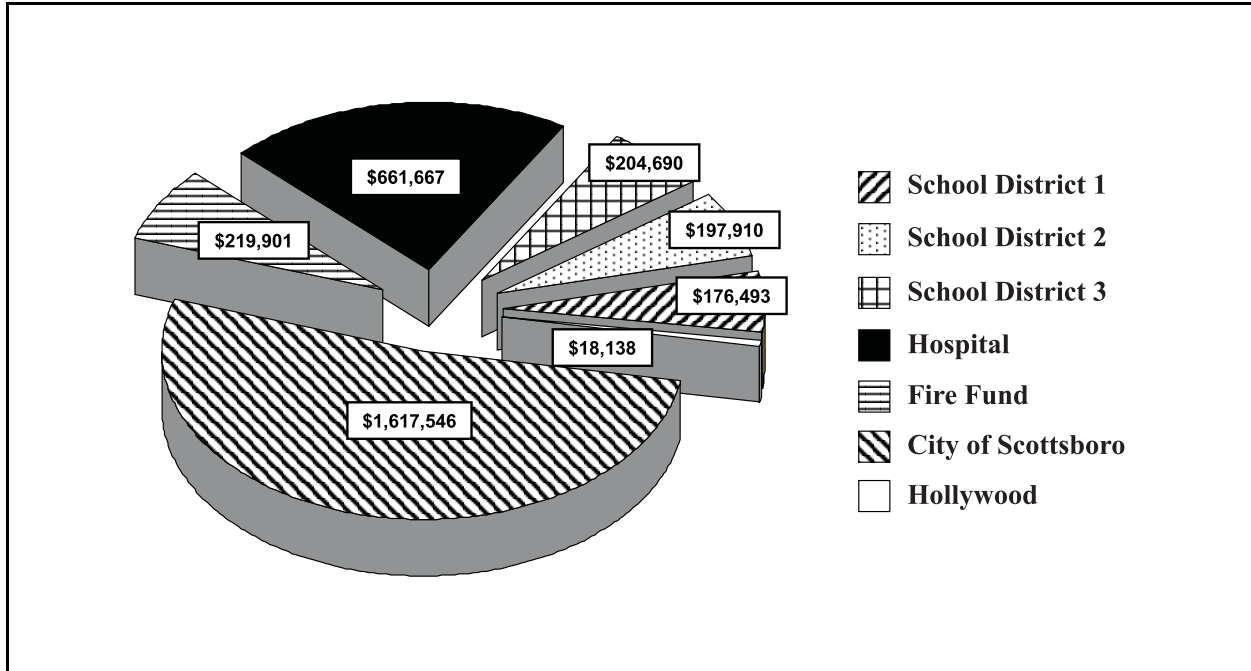 $661,667
$204,690
$219,901
$197,910
$176,493
$18,138
$1,617,546
School District 1
School District 2
School District 3
Hospital
Fire Fund
City of Scottsboro
Hollywood